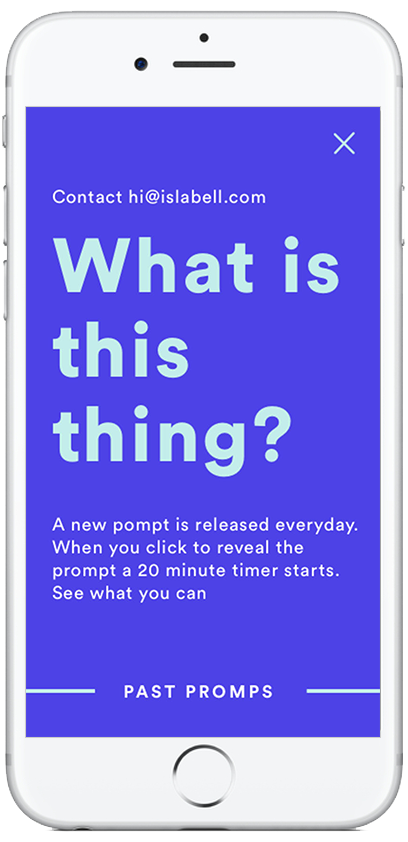 Contact hi@islabell.com
What is
this
thing?
A new pompt is released everyday.
When you click to reveal the
prompt a 20 minute timer starts.
See what you can
PAST PROMPS